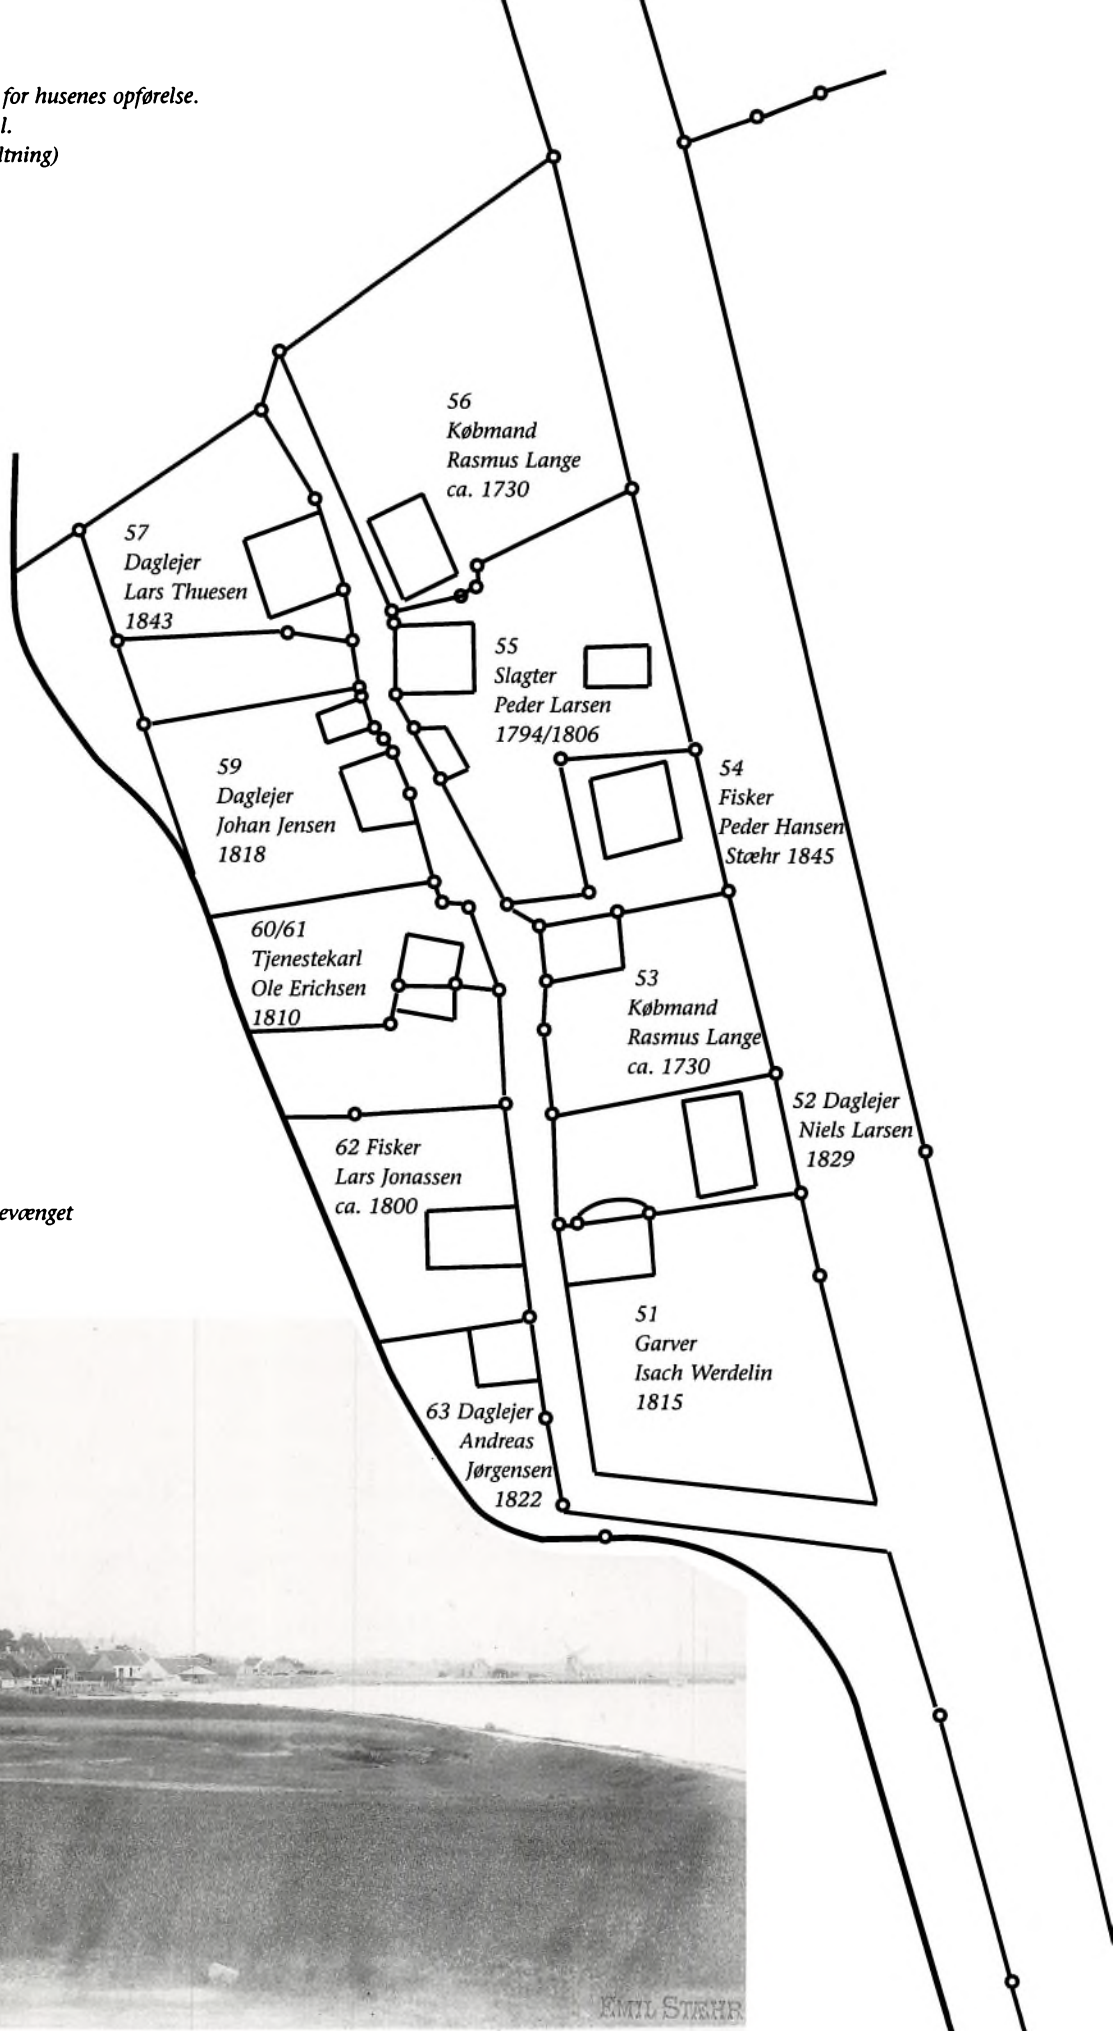 for husenes opførelse.
l.
ltning)
56
Købmand
Rasmus Lange
ca. 1730
57
Daglejer
Lars Thuesen
1843
55
Slagter
Peder Larsen
1794/1806
54
Fisker
Peder Hansen
Stæhr 1845
59
Daglejer
Johan Jensen
1818
60/61
Tjenestekarl
Ole Erichsen
1810
53
Købmand
Rasmus Lange
ca. 1730
52 Daglejer
Niels Larsen
1829
62 Fisker
Lars Jonassen
ca. 1800
evænget
51
Garver
Isach Werdelin
1815
63 Daglejer
Andreas
Jørgensen
1822
EMIL STÆHR